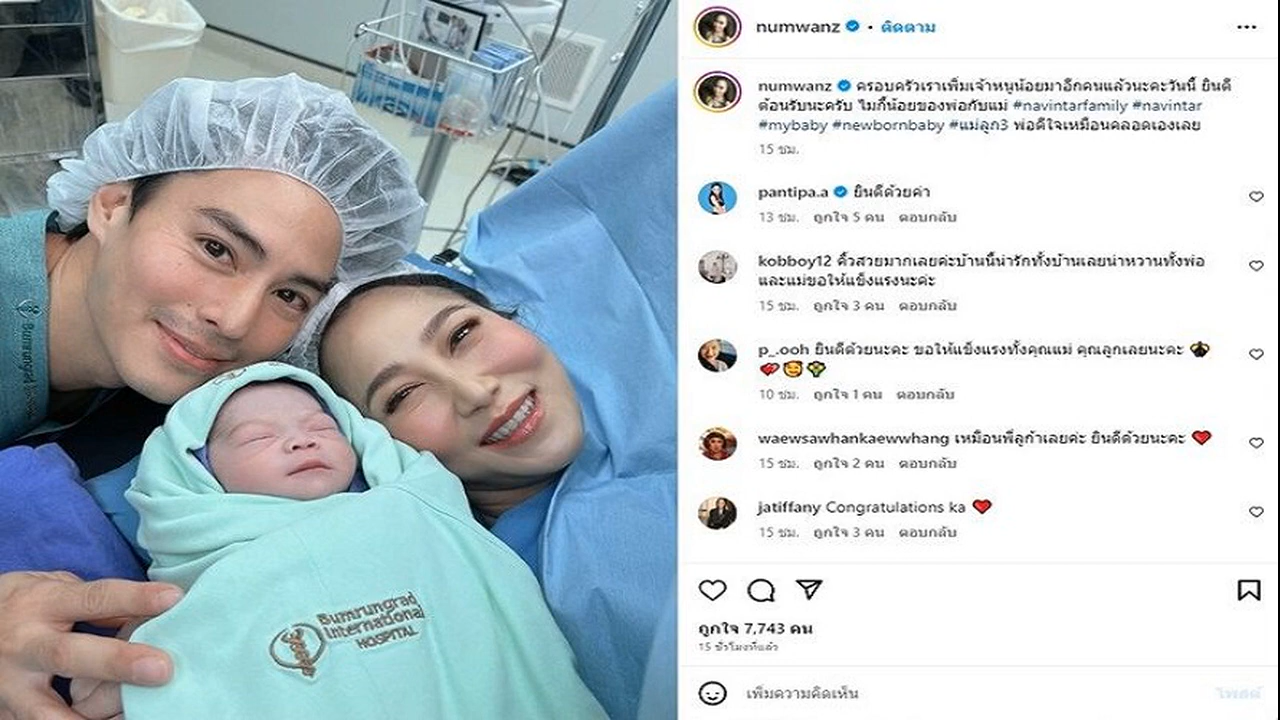 numwanz • ติดตาม
numwanz ครอบครัวเราเพิ่มเจ้าหนูน้อยมาอีกคนแล้วนะคะวันนี้ ยินดี
ต้อนรับนะครับ ไมกี้น้อยของพ่อกับแม่ #navintarfamily #navintar
#mybaby #newbornbaby #แม่ลูก3 พ่อดีใจเหมือนคลอดเองเลย
15 ชม.
pantipa.a ยินดีด้วยค่า
13 ชม. ถูกใจ 5 คน ตอบกลับ
kobboy12 คิ้วสวยมากเลยค่ะบ้านนี้น่ารักทั้งบ้านเลยน่าหวานทั้งพ่อ
และแม่ขอให้แข็งแรงนะค่ะ
15 ชม. ถูกใจ 3 คน ตอบกลับ
p_.ooh ยินดีด้วยนะคะ ขอให้แข็งแรงทั้งคุณแม่ คุณลูกเลยนะคะ
10 ชม. ถูกใจ 1 คน ตอบกลับ
waewsawhankaewwhang เหมือนพี่ลูก้าเลยค่ะ ยินดีด้วยนะคะ ❤️
15 ชม. ถูกใจ 2 คน ตอบกลับ
jatiffany Congratulations ka ❤️
15 ชม. ถูกใจ 3 คน ตอบกลับ
ถูกใจ 7,743 คน
15 ชั่วโมงที่แล้ว
เพิ่มความคิดเห็น
โพสต์
Bumrungrad
International
HOSPITAL